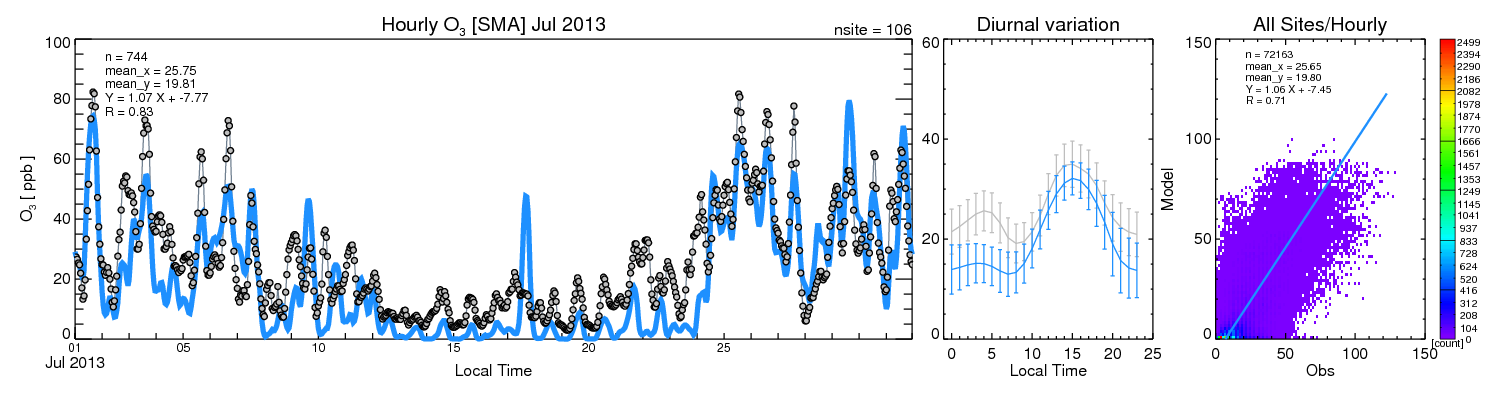 Hourly O3 [SMA] Jul 2013
nsite = 106
n = 744
mean_x = 25.75
mean_y = 19.81
Y = 1.07 X + -7.77
R = 0.83
O3 [ ppb ]
100
80
60
40
20
0
01 05 10 15 20 25
Jul 2013
Local Time
Diurnal variation
60
40
20
0
0 5 10 15 20 25
Local Time
All Sites/Hourly
n = 72163
mean_x = 25.65
mean_y = 19.80
Y = 1.06 X + -7.45
R = 0.71
Model
150
100
50
0
0 50 100 150
Obs
2499
2394
2290
2186
2082
1978
1874
1770
1666
1561
1457
1353
1249
1145
1041
937
833
728
624
520
416
312
208
104
0
[count]